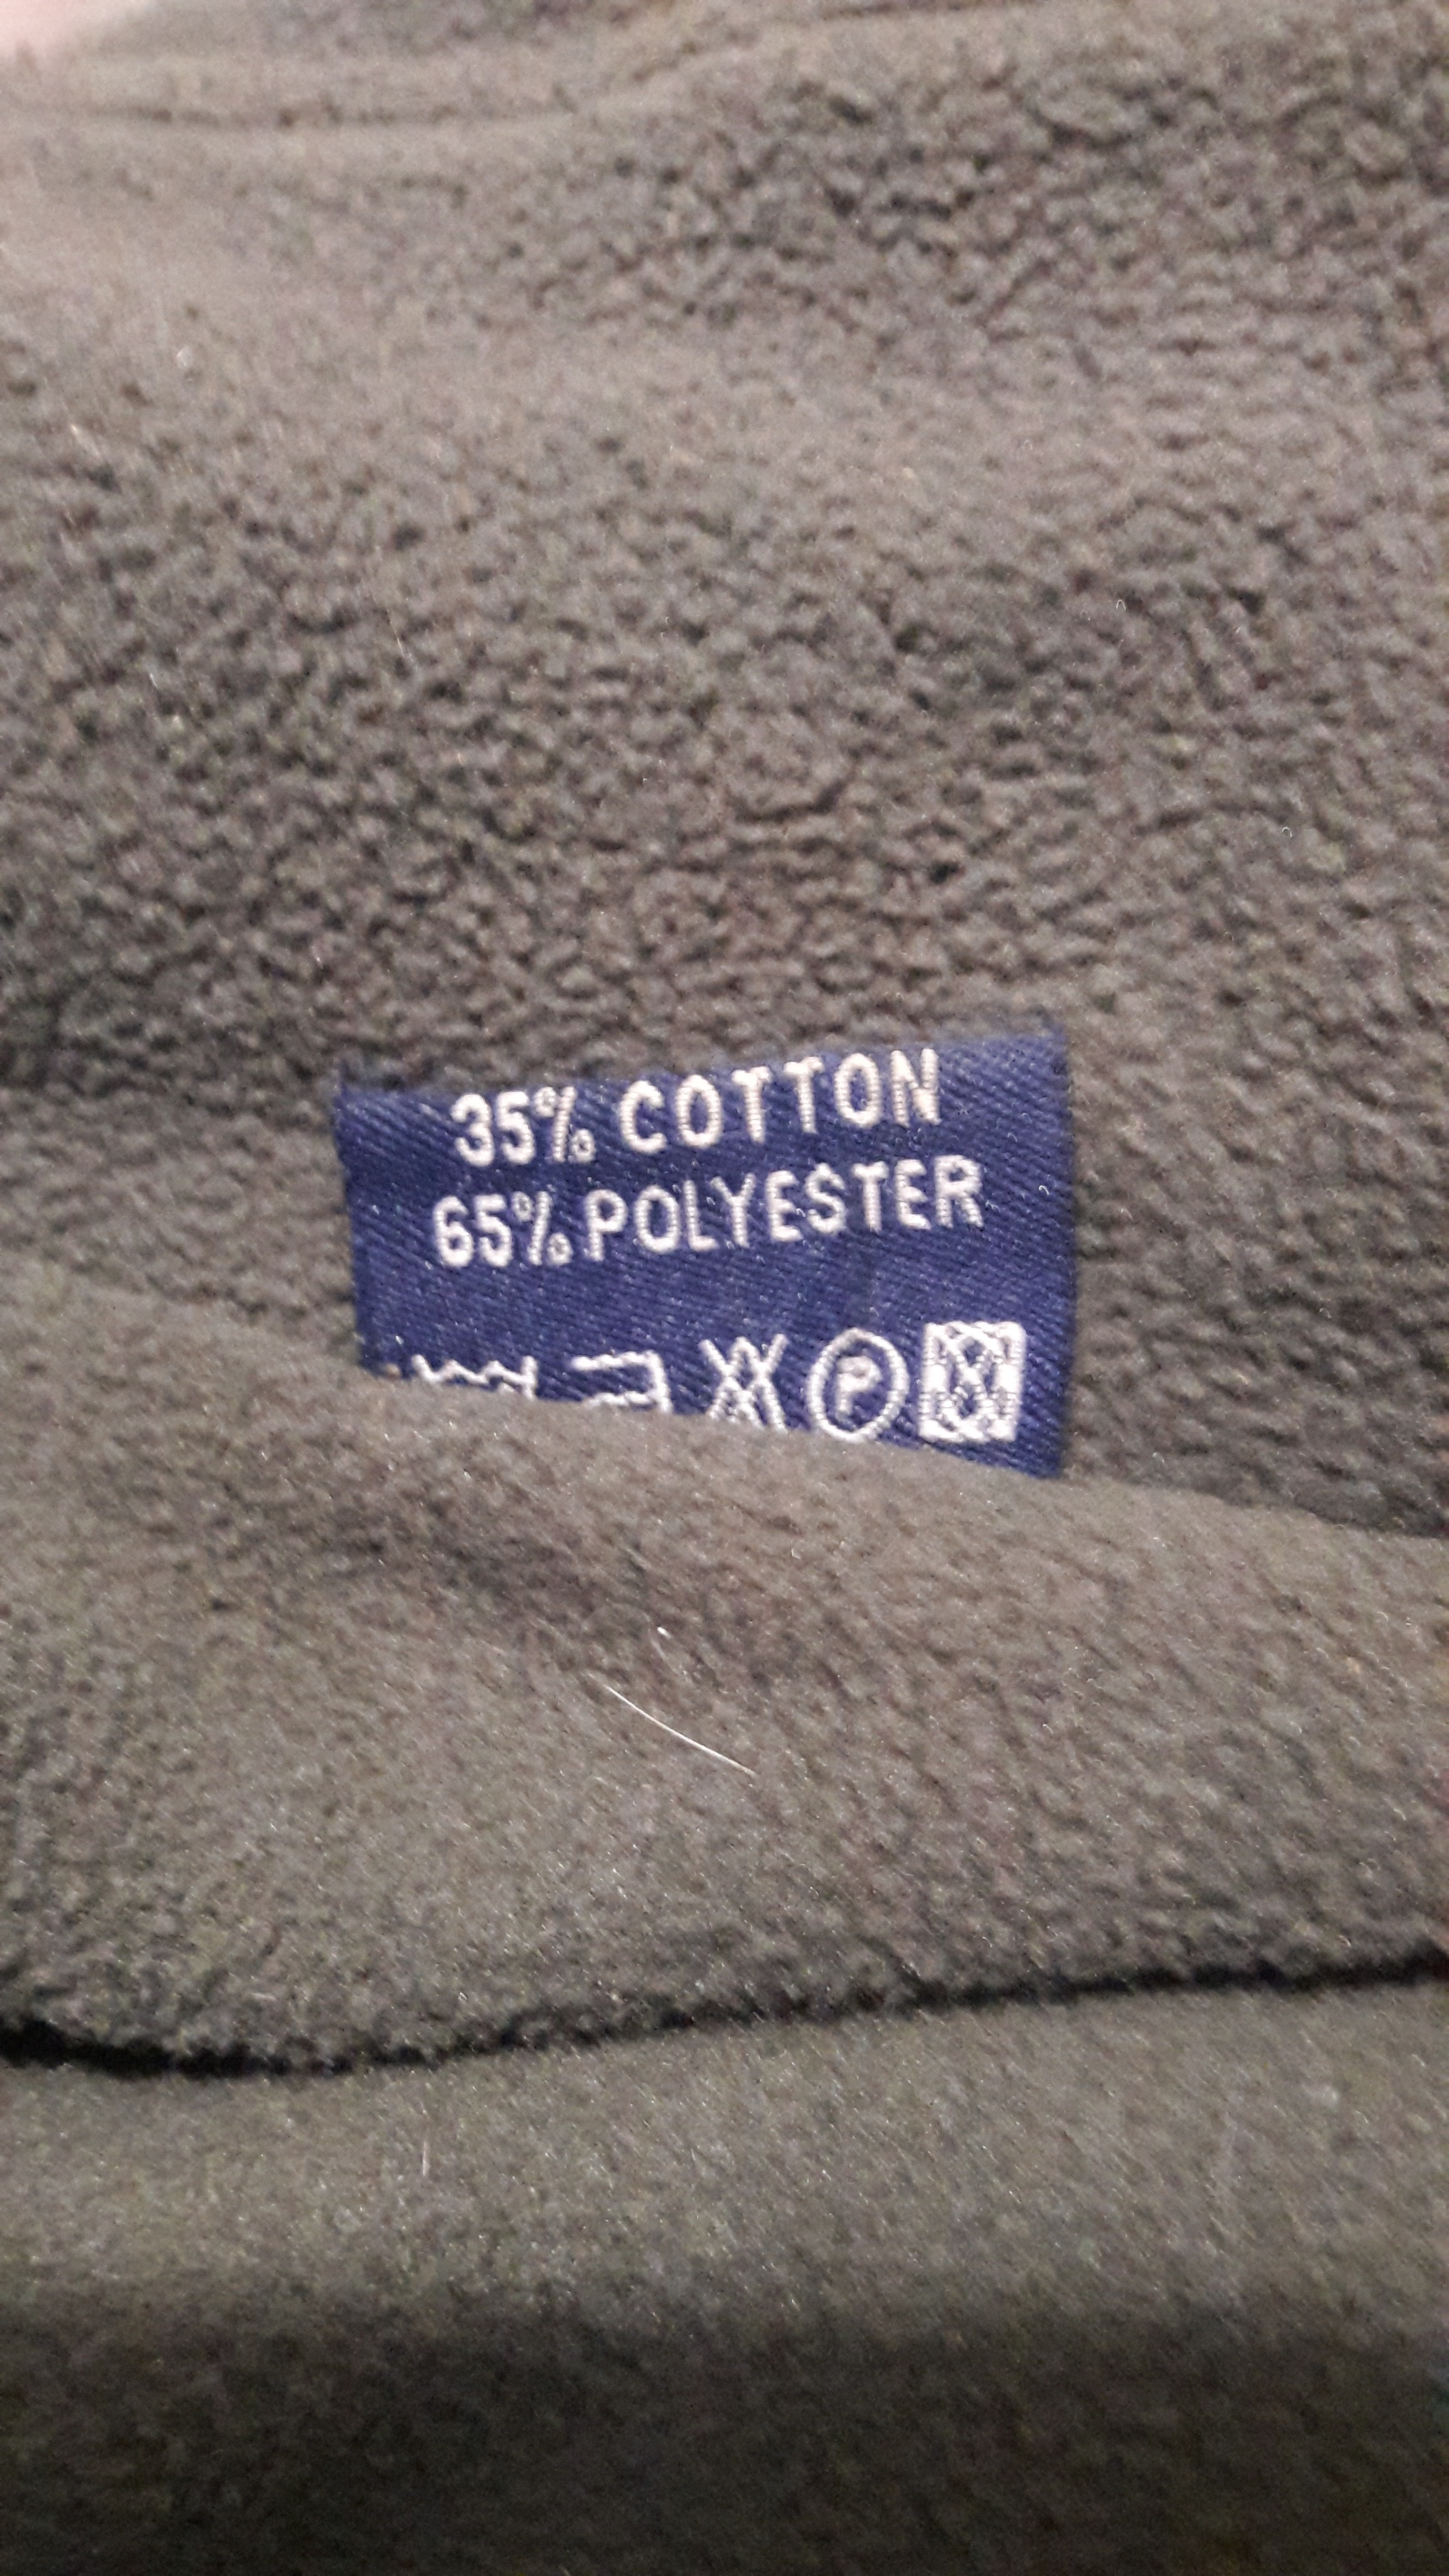 35% COTTON
65% POLYESTER
P